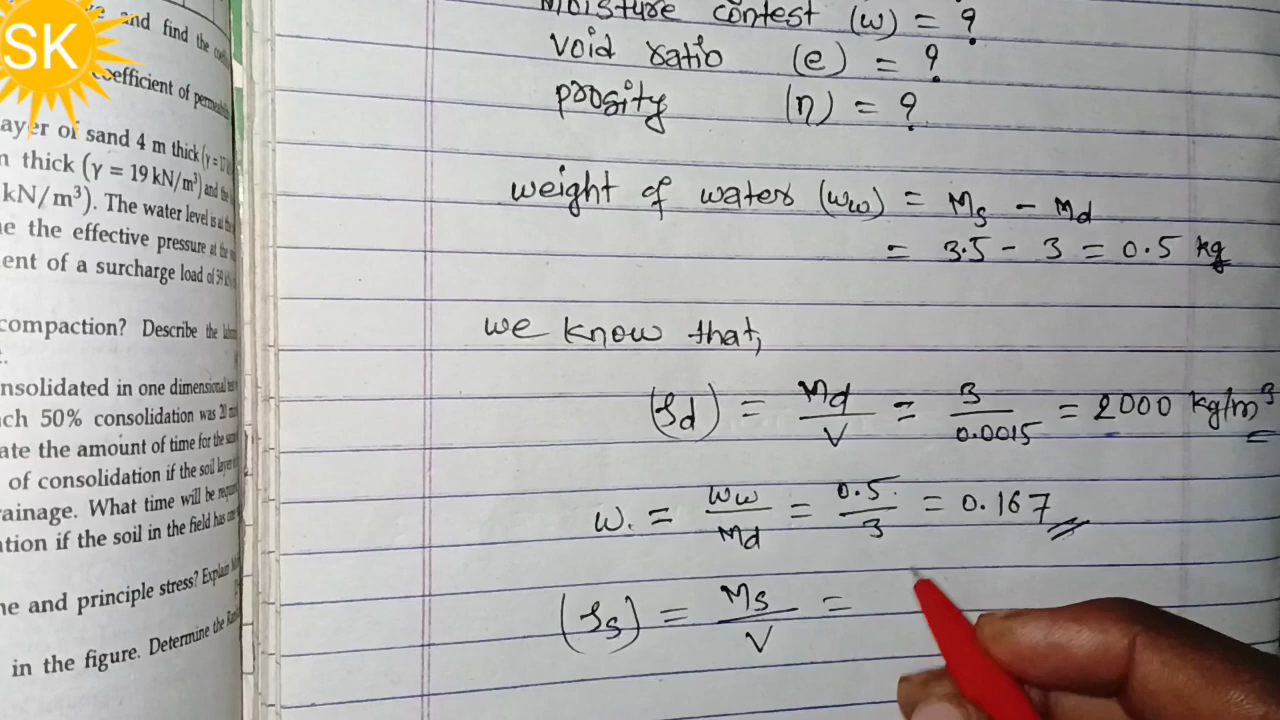 SK
and find the
coefficient of
ayer of sand 4 m thick (γ = 17
n thick (γ = 19 kN/m³) and the
kN/m³). The water level is at the
e the effective pressure at the
ent of a surcharge load of
compaction? Describe the
t.
nsolidated in one dimensional
ch 50% consolidation was 20
ate the amount of time for the
of consolidation if the soil layer
rainage. What time will be
ation if the soil in the field has
e and principle stress? Explain
in the figure. Determine the
Moisture contest (w) = ?
void ratio (e) = ?
prosity (η) = ?
weight of water (ww) = Ms - Md
= 3.5 - 3 = 0.5 kg
we know that,
(ρd) = Md/V = 3/0.0015 = 2000 kg/m³
w. = ww/Md = 0.5/3 = 0.167
(ρs) = Ms/V =